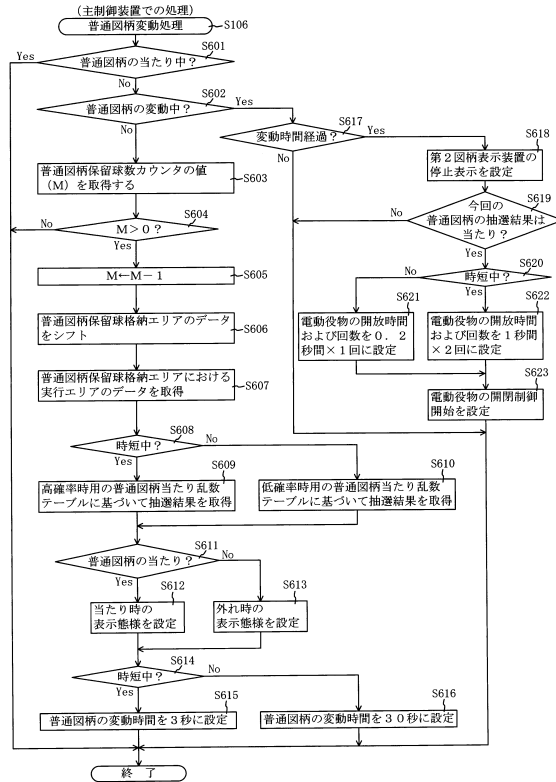 (主制御装置での処理)
普通図柄変動処理
S106
S601
Yes
普通図柄の当たり中？
No
S602
普通図柄の変動中？
Yes
No
S617
変動時間経過？
Yes
No
S618
第２図柄表示装置の
停止表示を設定
S619
今回の
普通図柄の抽選結果は
当たり？
No
Yes
S620
時短中？
No
Yes
S621
電動役物の開放時間
および回数を０．２
秒間×１回に設定
S622
電動役物の開放時間
および回数を１秒間
×２回に設定
S623
電動役物の開閉制御
開始を設定
普通図柄保留球数カウンタの値
（Ｍ）を取得する
S603
S604
Ｍ＞０？
No
Yes
Ｍ←Ｍ－１
S605
普通図柄保留球格納エリアのデータ
をシフト
S606
普通図柄保留球格納エリアにおける
実行エリアのデータを取得
S607
S608
時短中？
No
Yes
S609
高確率時用の普通図柄当たり乱数
テーブルに基づいて抽選結果を取得
S610
低確率時用の普通図柄当たり乱数
テーブルに基づいて抽選結果を取得
S611
普通図柄の当たり？
No
Yes
S612
当たり時の
表示態様を設定
S613
外れ時の
表示態様を設定
S614
時短中？
No
Yes
S615
普通図柄の変動時間を３秒に設定
S616
普通図柄の変動時間を３０秒に設定
終 了